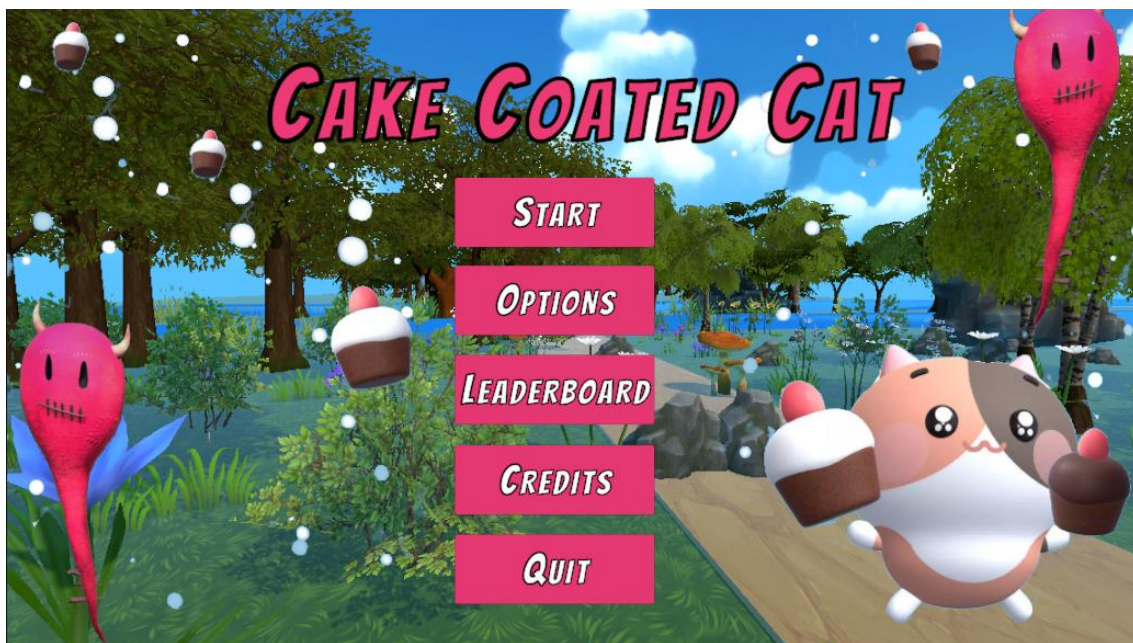 Cake Coated Cat
Start
Options
Leaderboard
Credits
Quit